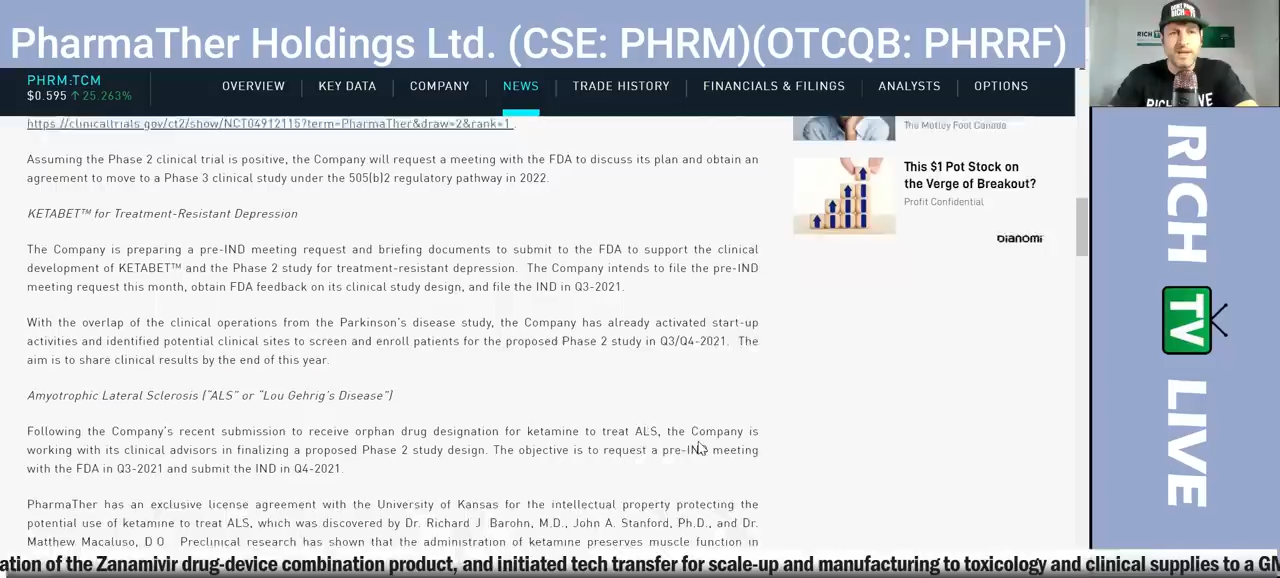 PharmaTher Holdings Ltd. (CSE: PHRM)(OTCQB: PHRRF)
PHRM:TCM
$0.595 ↑ 25.263%
OVERVIEW
KEY DATA
COMPANY
NEWS
TRADE HISTORY
FINANCIALS & FILINGS
ANALYSTS
OPTIONS
https://clinicaltrials.gov/ct2/show/NCT04912115?term=PharmaTher&draw=2&rank=1 .
Assuming the Phase 2 clinical trial is positive, the Company will request a meeting with the FDA to discuss its plan and obtain an
agreement to move to a Phase 3 clinical study under the 505(b)2 regulatory pathway in 2022.
KETABET™ for Treatment-Resistant Depression
The Company is preparing a pre-IND meeting request and briefing documents to submit to the FDA to support the clinical
development of KETABET™ and the Phase 2 study for treatment-resistant depression. The Company intends to file the pre-IND
meeting request this month, obtain FDA feedback on its clinical study design, and file the IND in Q3-2021.
With the overlap of the clinical operations from the Parkinson's disease study, the Company has already activated start-up
activities and identified potential clinical sites to screen and enroll patients for the proposed Phase 2 study in Q3/Q4-2021. The
aim is to share clinical results by the end of this year.
Amyotrophic Lateral Sclerosis ("ALS" or "Lou Gehrig's Disease")
Following the Company's recent submission to receive orphan drug designation for ketamine to treat ALS, the Company is
working with its clinical advisors in finalizing a proposed Phase 2 study design. The objective is to request a pre-IND meeting
with the FDA in Q3-2021 and submit the IND in Q4-2021.
PharmaTher has an exclusive license agreement with the University of Kansas for the intellectual property protecting the
potential use of ketamine to treat ALS, which was discovered by Dr. Richard J. Barohn, M.D., John A. Stanford, Ph.D., and Dr.
Matthew Macaluso, D.O. Preclinical research has shown that the administration of ketamine preserves muscle function in
The Motley Fool Canada
This $1 Pot Stock on
the Verge of Breakout?
Profit Confidential
DIANOMI
RICH
TV
LIVE
ation of the Zanamivir drug-device combination product, and initiated tech transfer for scale-up and manufacturing to toxicology and clinical supplies to a GM